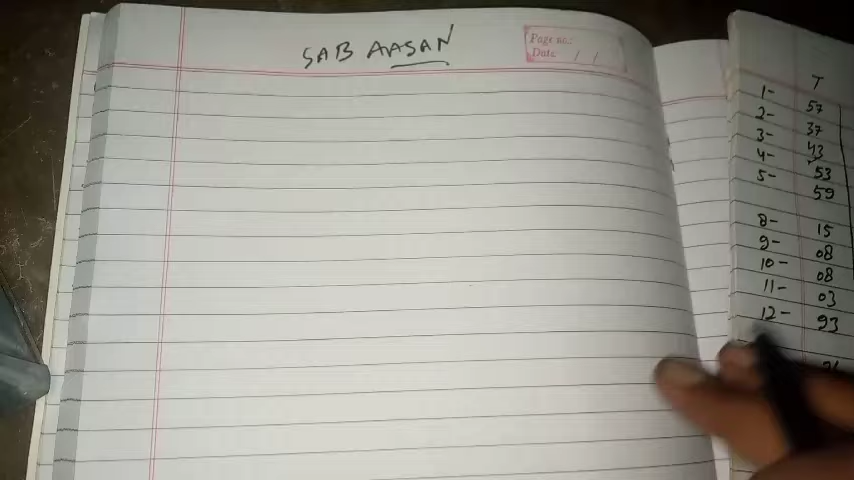 SAB AASAN
Page no:
Date / /
T
1- 57
2- 37
3- 43
4- 53
5- 59
8- 15
9- 08
10- 08
11- 03
12- 93